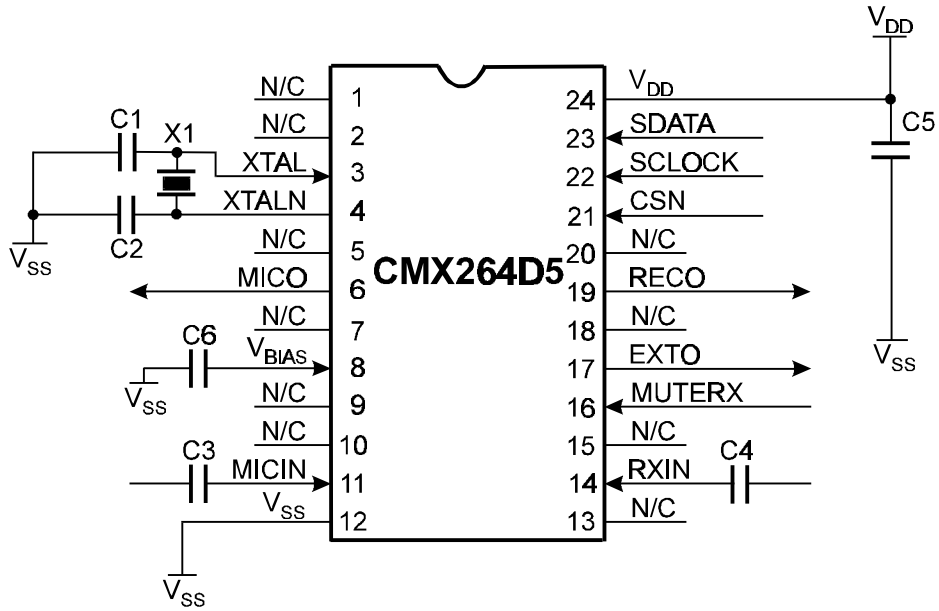 VDD
N/C 1
24 VDD
C1 X1
N/C 2
23 SDATA
C5
XTAL 3
22 SCLOCK
XTALN 4
21 CSN
C2
VSS
N/C 5
20 N/C
CMX264D5
MICO 6
19 RECO
N/C 7
18 N/C
C6
VBIAS 8
17 EXTO
VSS
VSS
N/C 9
16 MUTERX
N/C 10
15 N/C
C3
C4
MICIN 11
14 RXIN
VSS 12
13 N/C
VSS